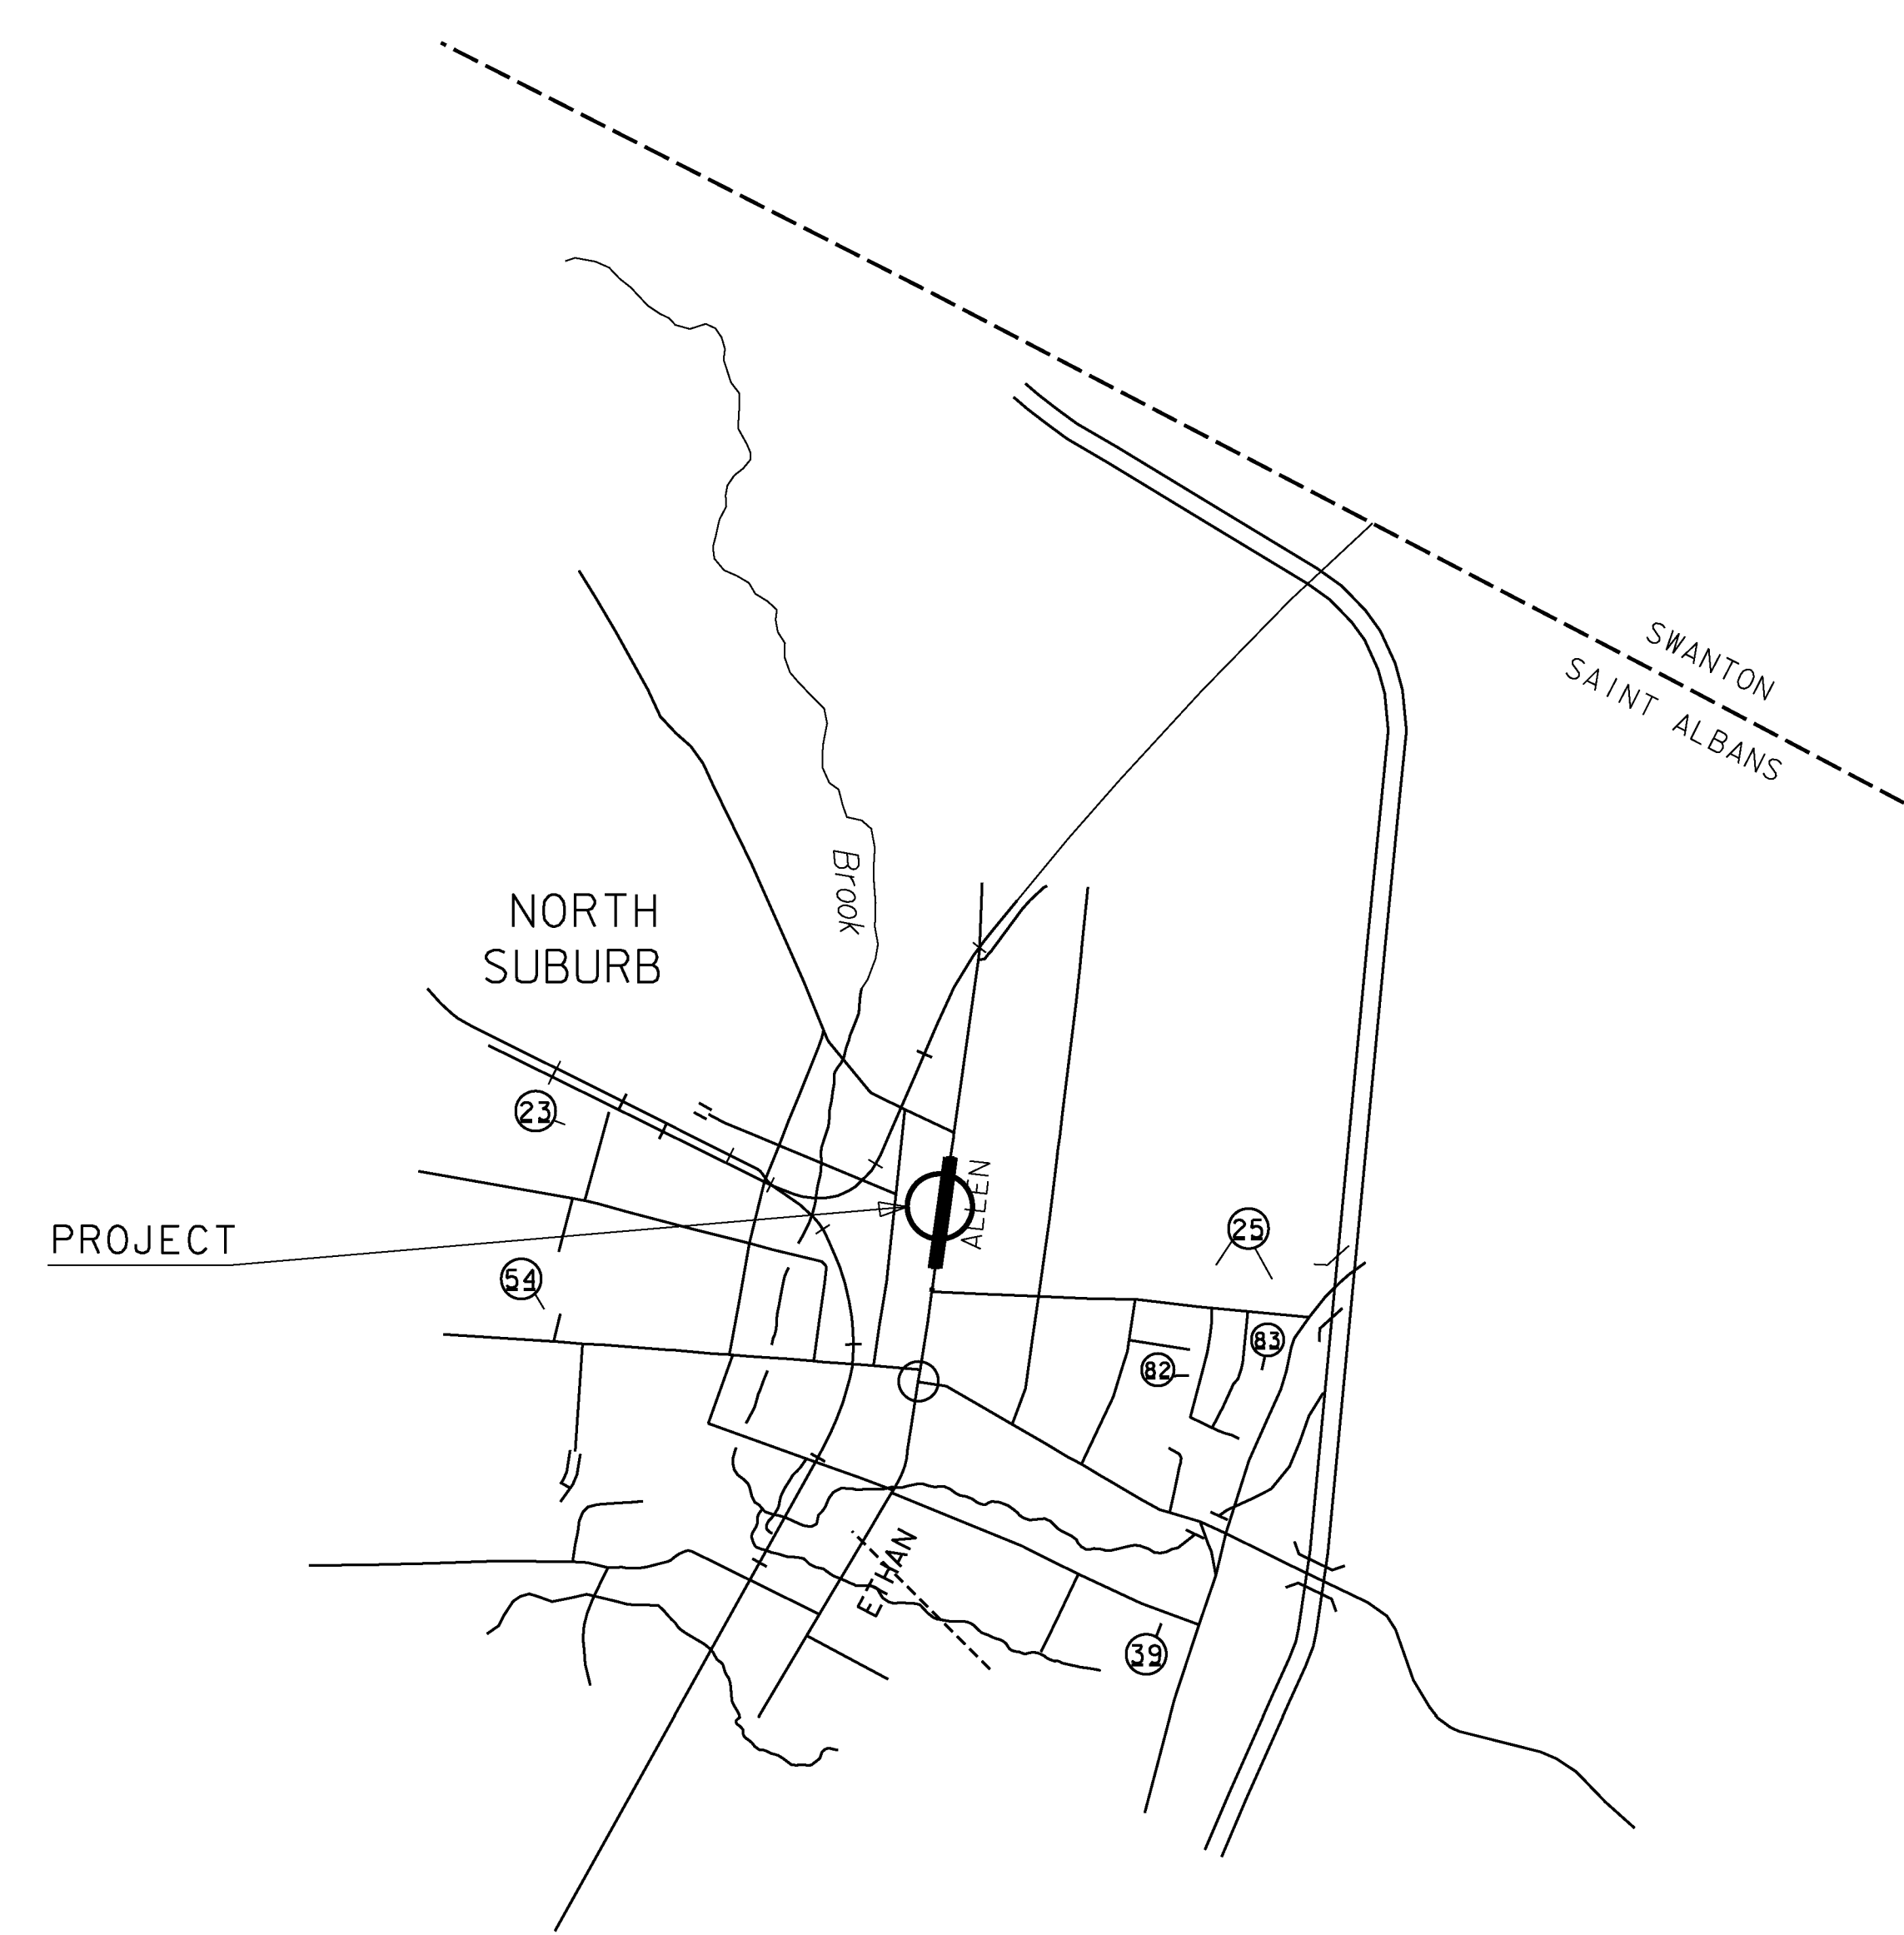 SWANTON
SAINT ALBANS
Brook
NORTH
SUBURB
23
ALLEN
PROJECT
25
54
83
82
ETHAN
39